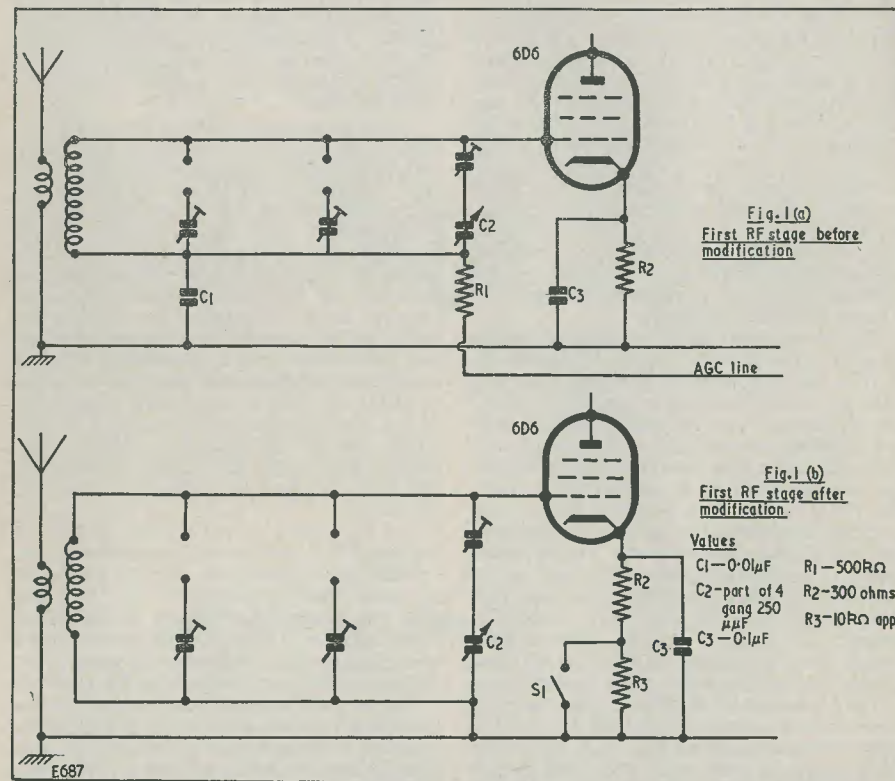 6D6
C2
Fig.1(a)
First RF stage before
modification
C1
R1
C3
R2
AGC line
6D6
Fig.1(b)
First RF stage after
modification
Values
C1—0·01µF R1—500kΩ
C2—part of 4 R2—300 ohms
gang 250
µµF R3—10kΩ app
C3—0·1µF
R2
C2
C3
S1
R3
E687